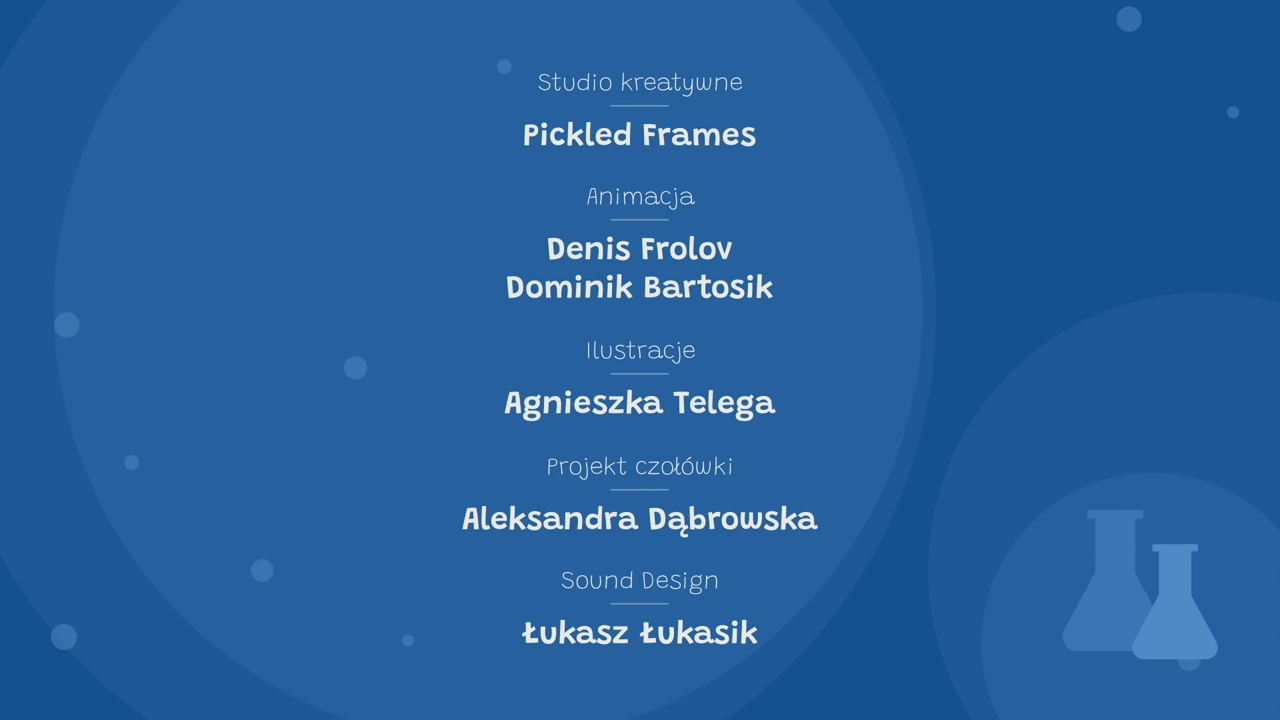 Studio kreatywne
Pickled Frames
Animacja
Denis Frolov
Dominik Bartosik
Ilustracje
Agnieszka Telega
Projekt czołówki
Aleksandra Dąbrowska
Sound Design
Łukasz Łukasik